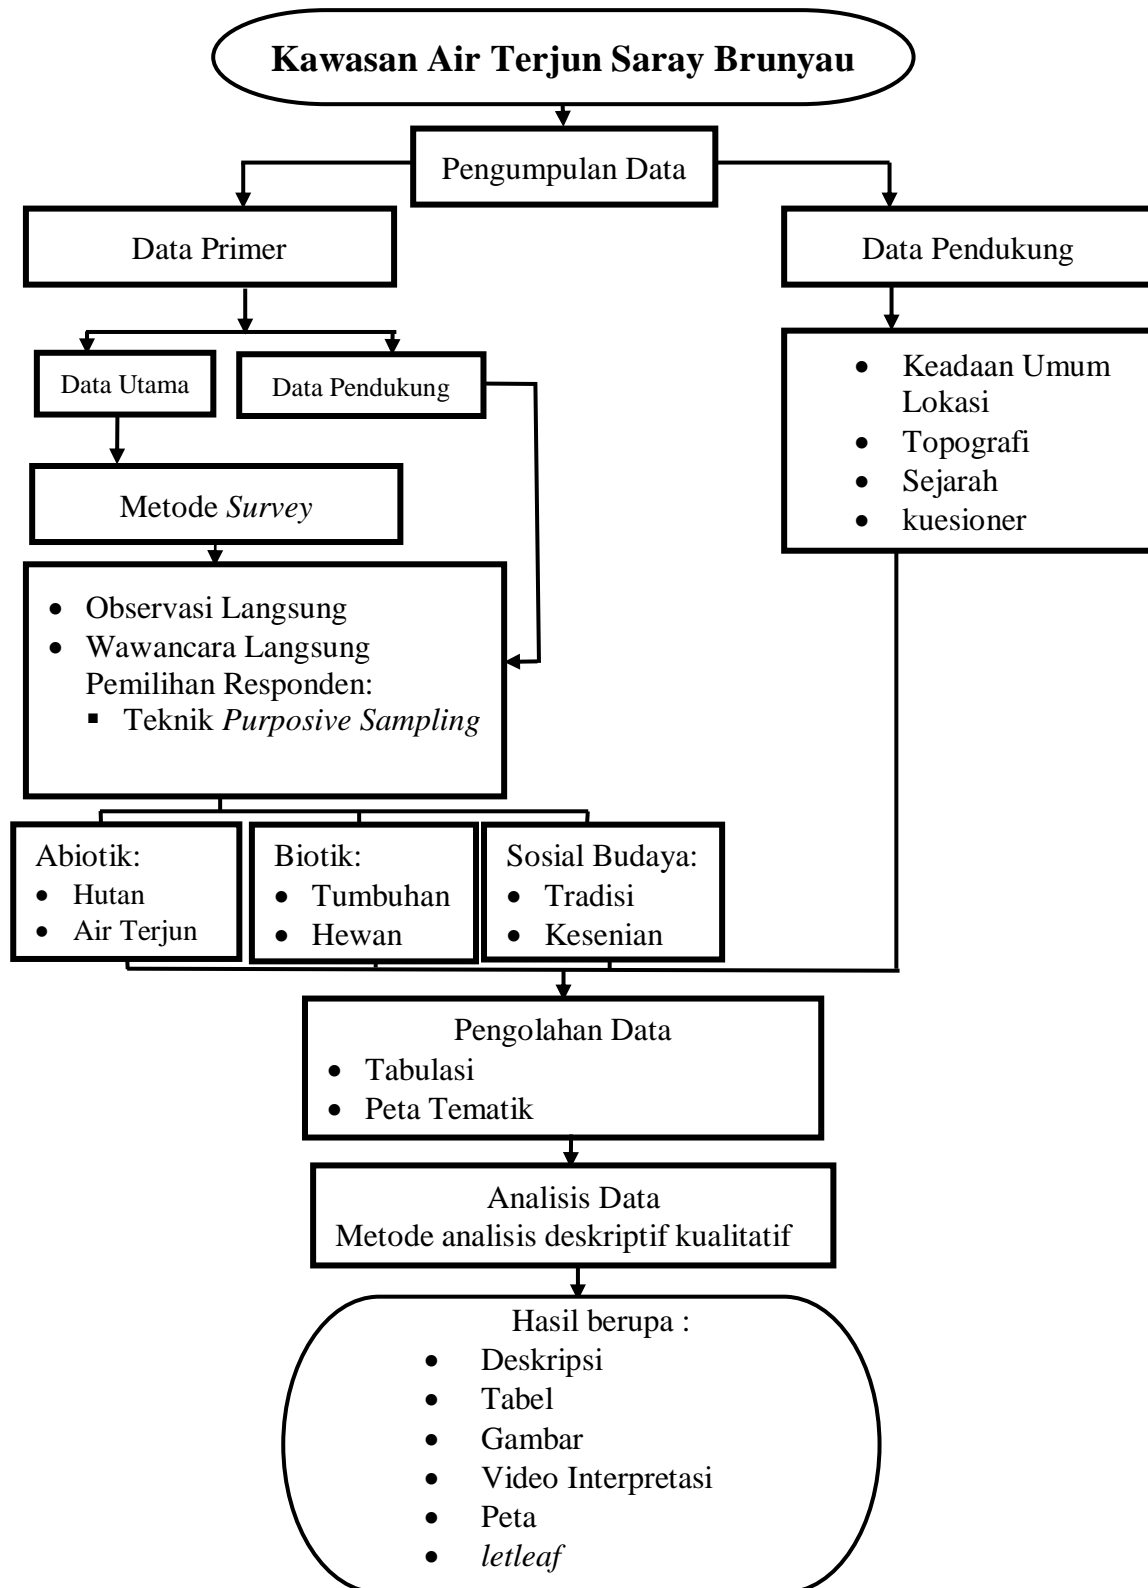 Kawasan Air Terjun Saray Brunyau
Pengumpulan Data
Data Primer
Data Pendukung
Data Utama
Data Pendukung
• Keadaan Umum
Lokasi
• Topografi
• Sejarah
• kuesioner
Metode Survey
• Observasi Langsung
• Wawancara Langsung
Pemilihan Responden:
▪ Teknik Purposive Sampling
Abiotik:
• Hutan
• Air Terjun
Biotik:
• Tumbuhan
• Hewan
Sosial Budaya:
• Tradisi
• Kesenian
Pengolahan Data
• Tabulasi
• Peta Tematik
Analisis Data
Metode analisis deskriptif kualitatif
Hasil berupa :
• Deskripsi
• Tabel
• Gambar
• Video Interpretasi
• Peta
• letleaf